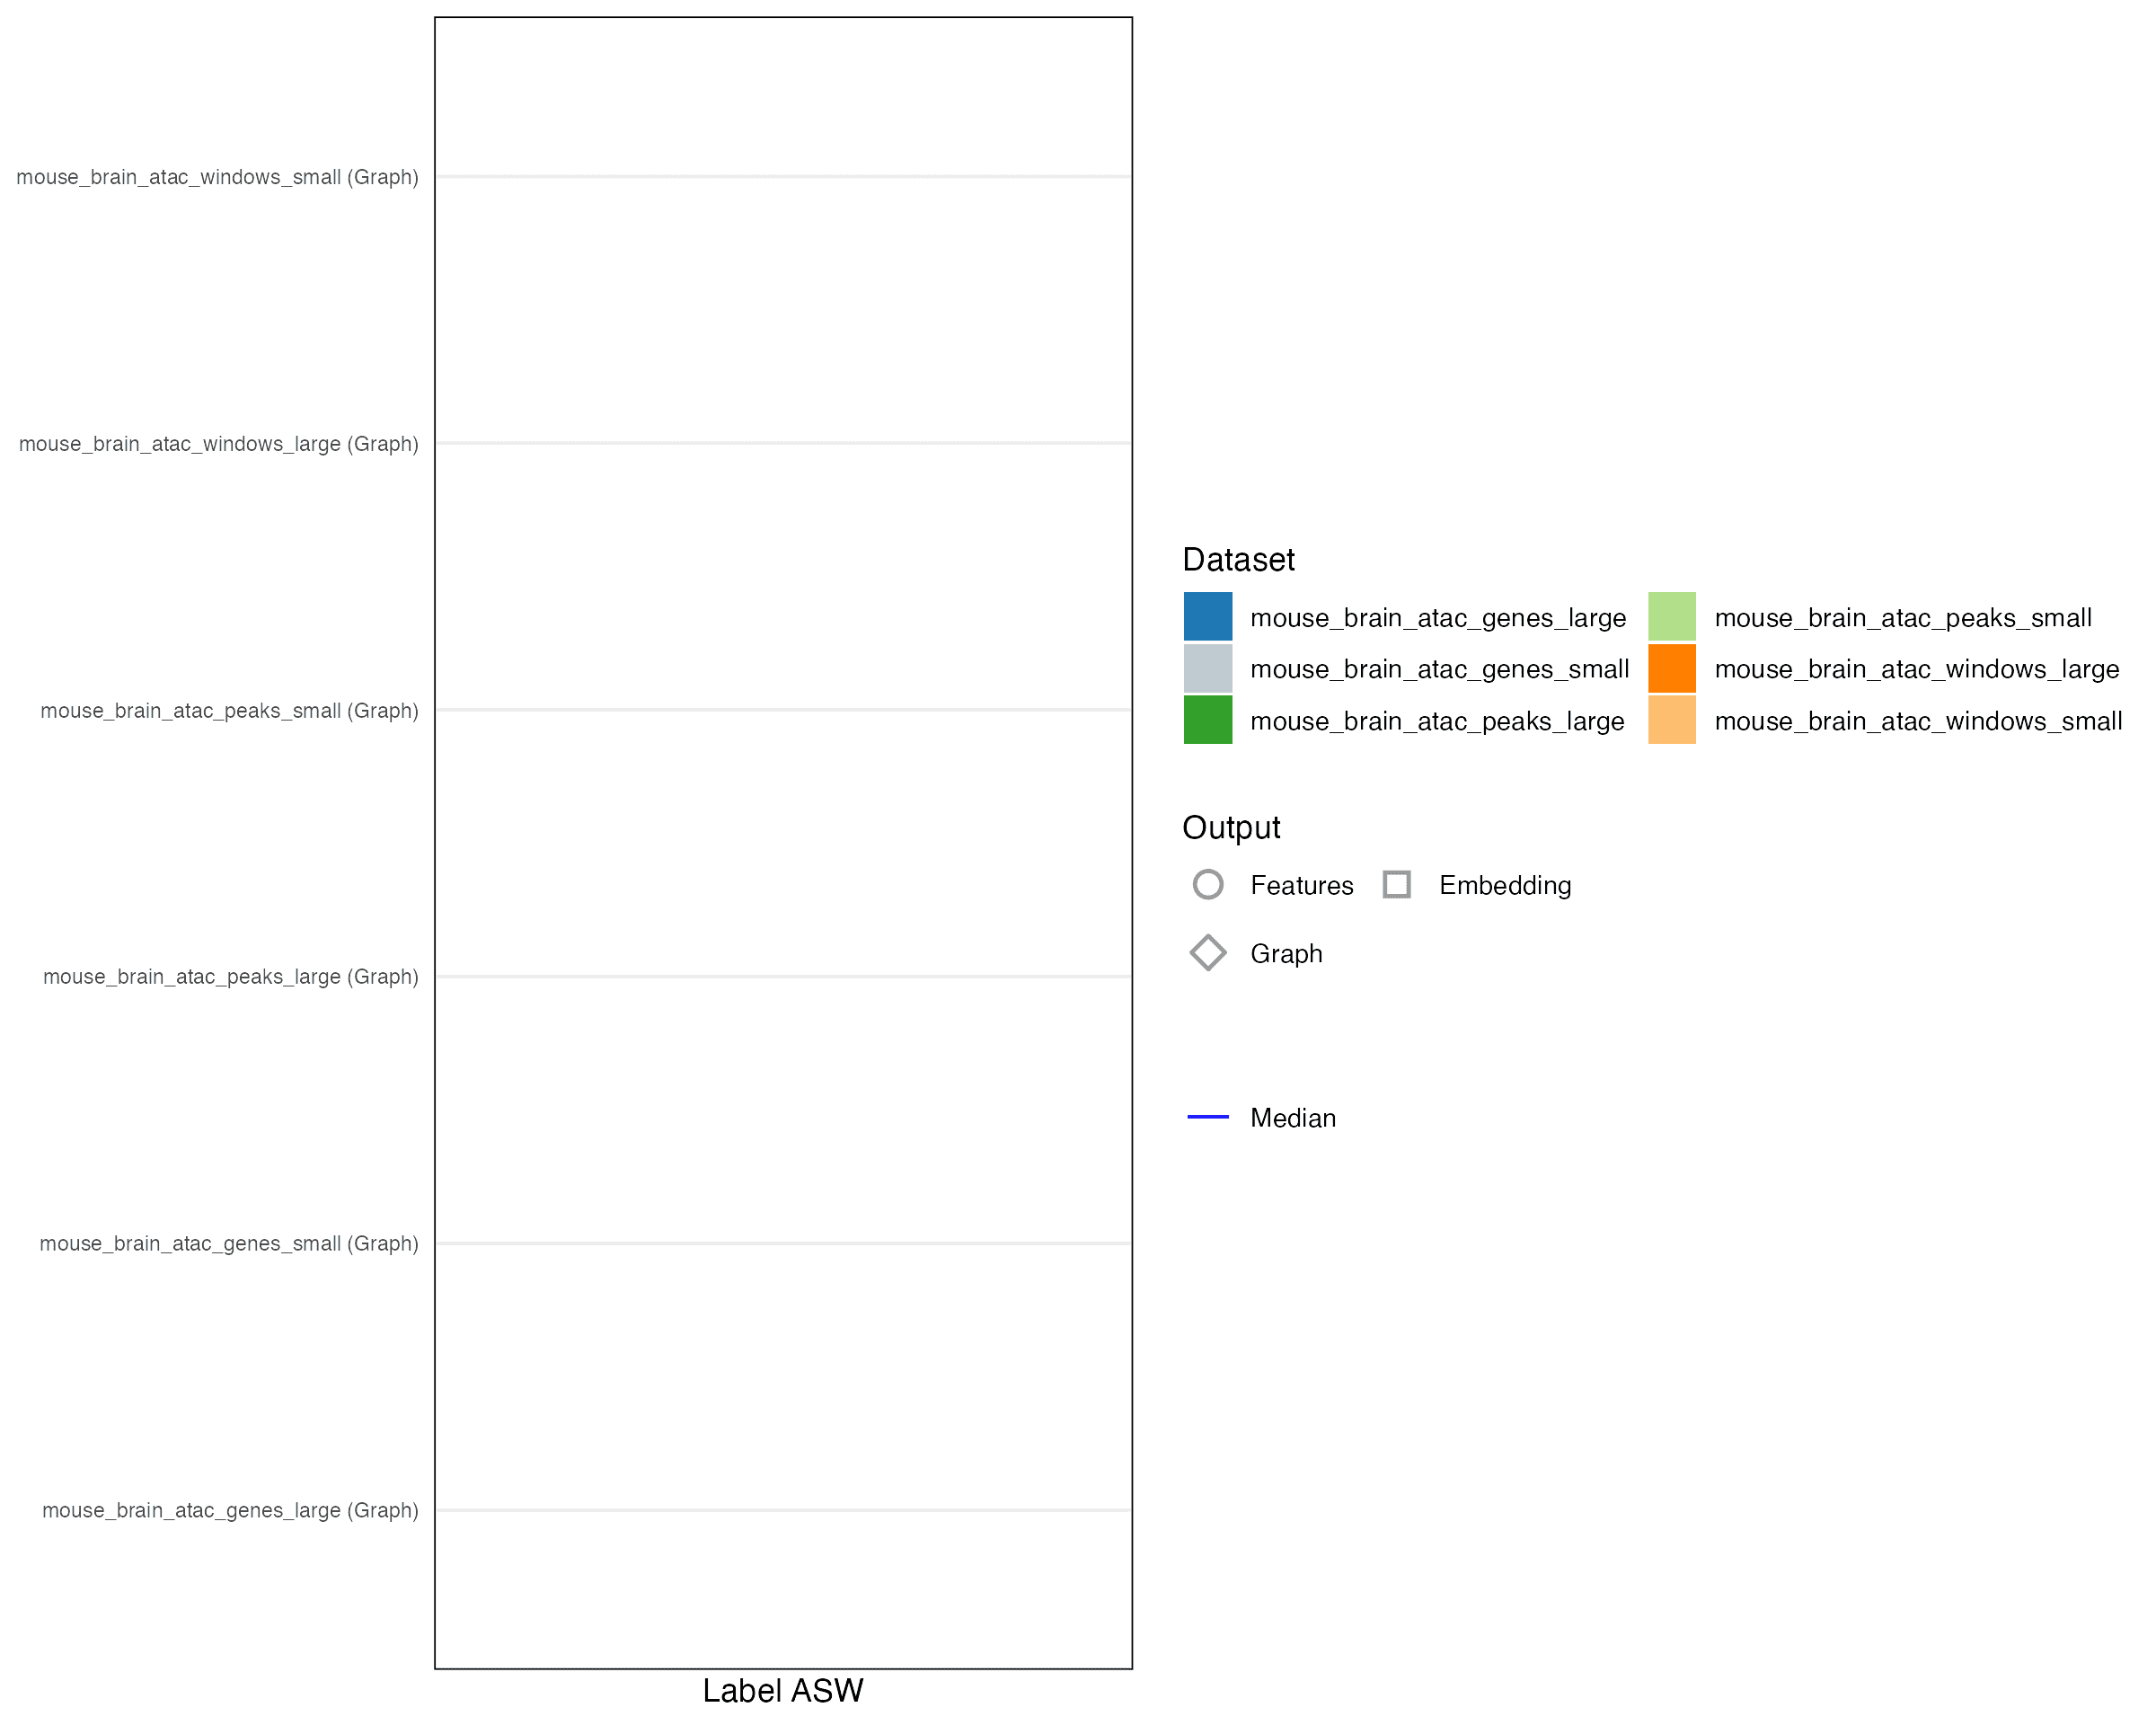 mouse_brain_atac_windows_small (Graph)
mouse_brain_atac_windows_large (Graph)
mouse_brain_atac_peaks_small (Graph)
mouse_brain_atac_peaks_large (Graph)
mouse_brain_atac_genes_small (Graph)
mouse_brain_atac_genes_large (Graph)
Label ASW
Dataset
mouse_brain_atac_genes_large
mouse_brain_atac_peaks_small
mouse_brain_atac_genes_small
mouse_brain_atac_windows_large
mouse_brain_atac_peaks_large
mouse_brain_atac_windows_small
Output
Features
Embedding
Graph
Median